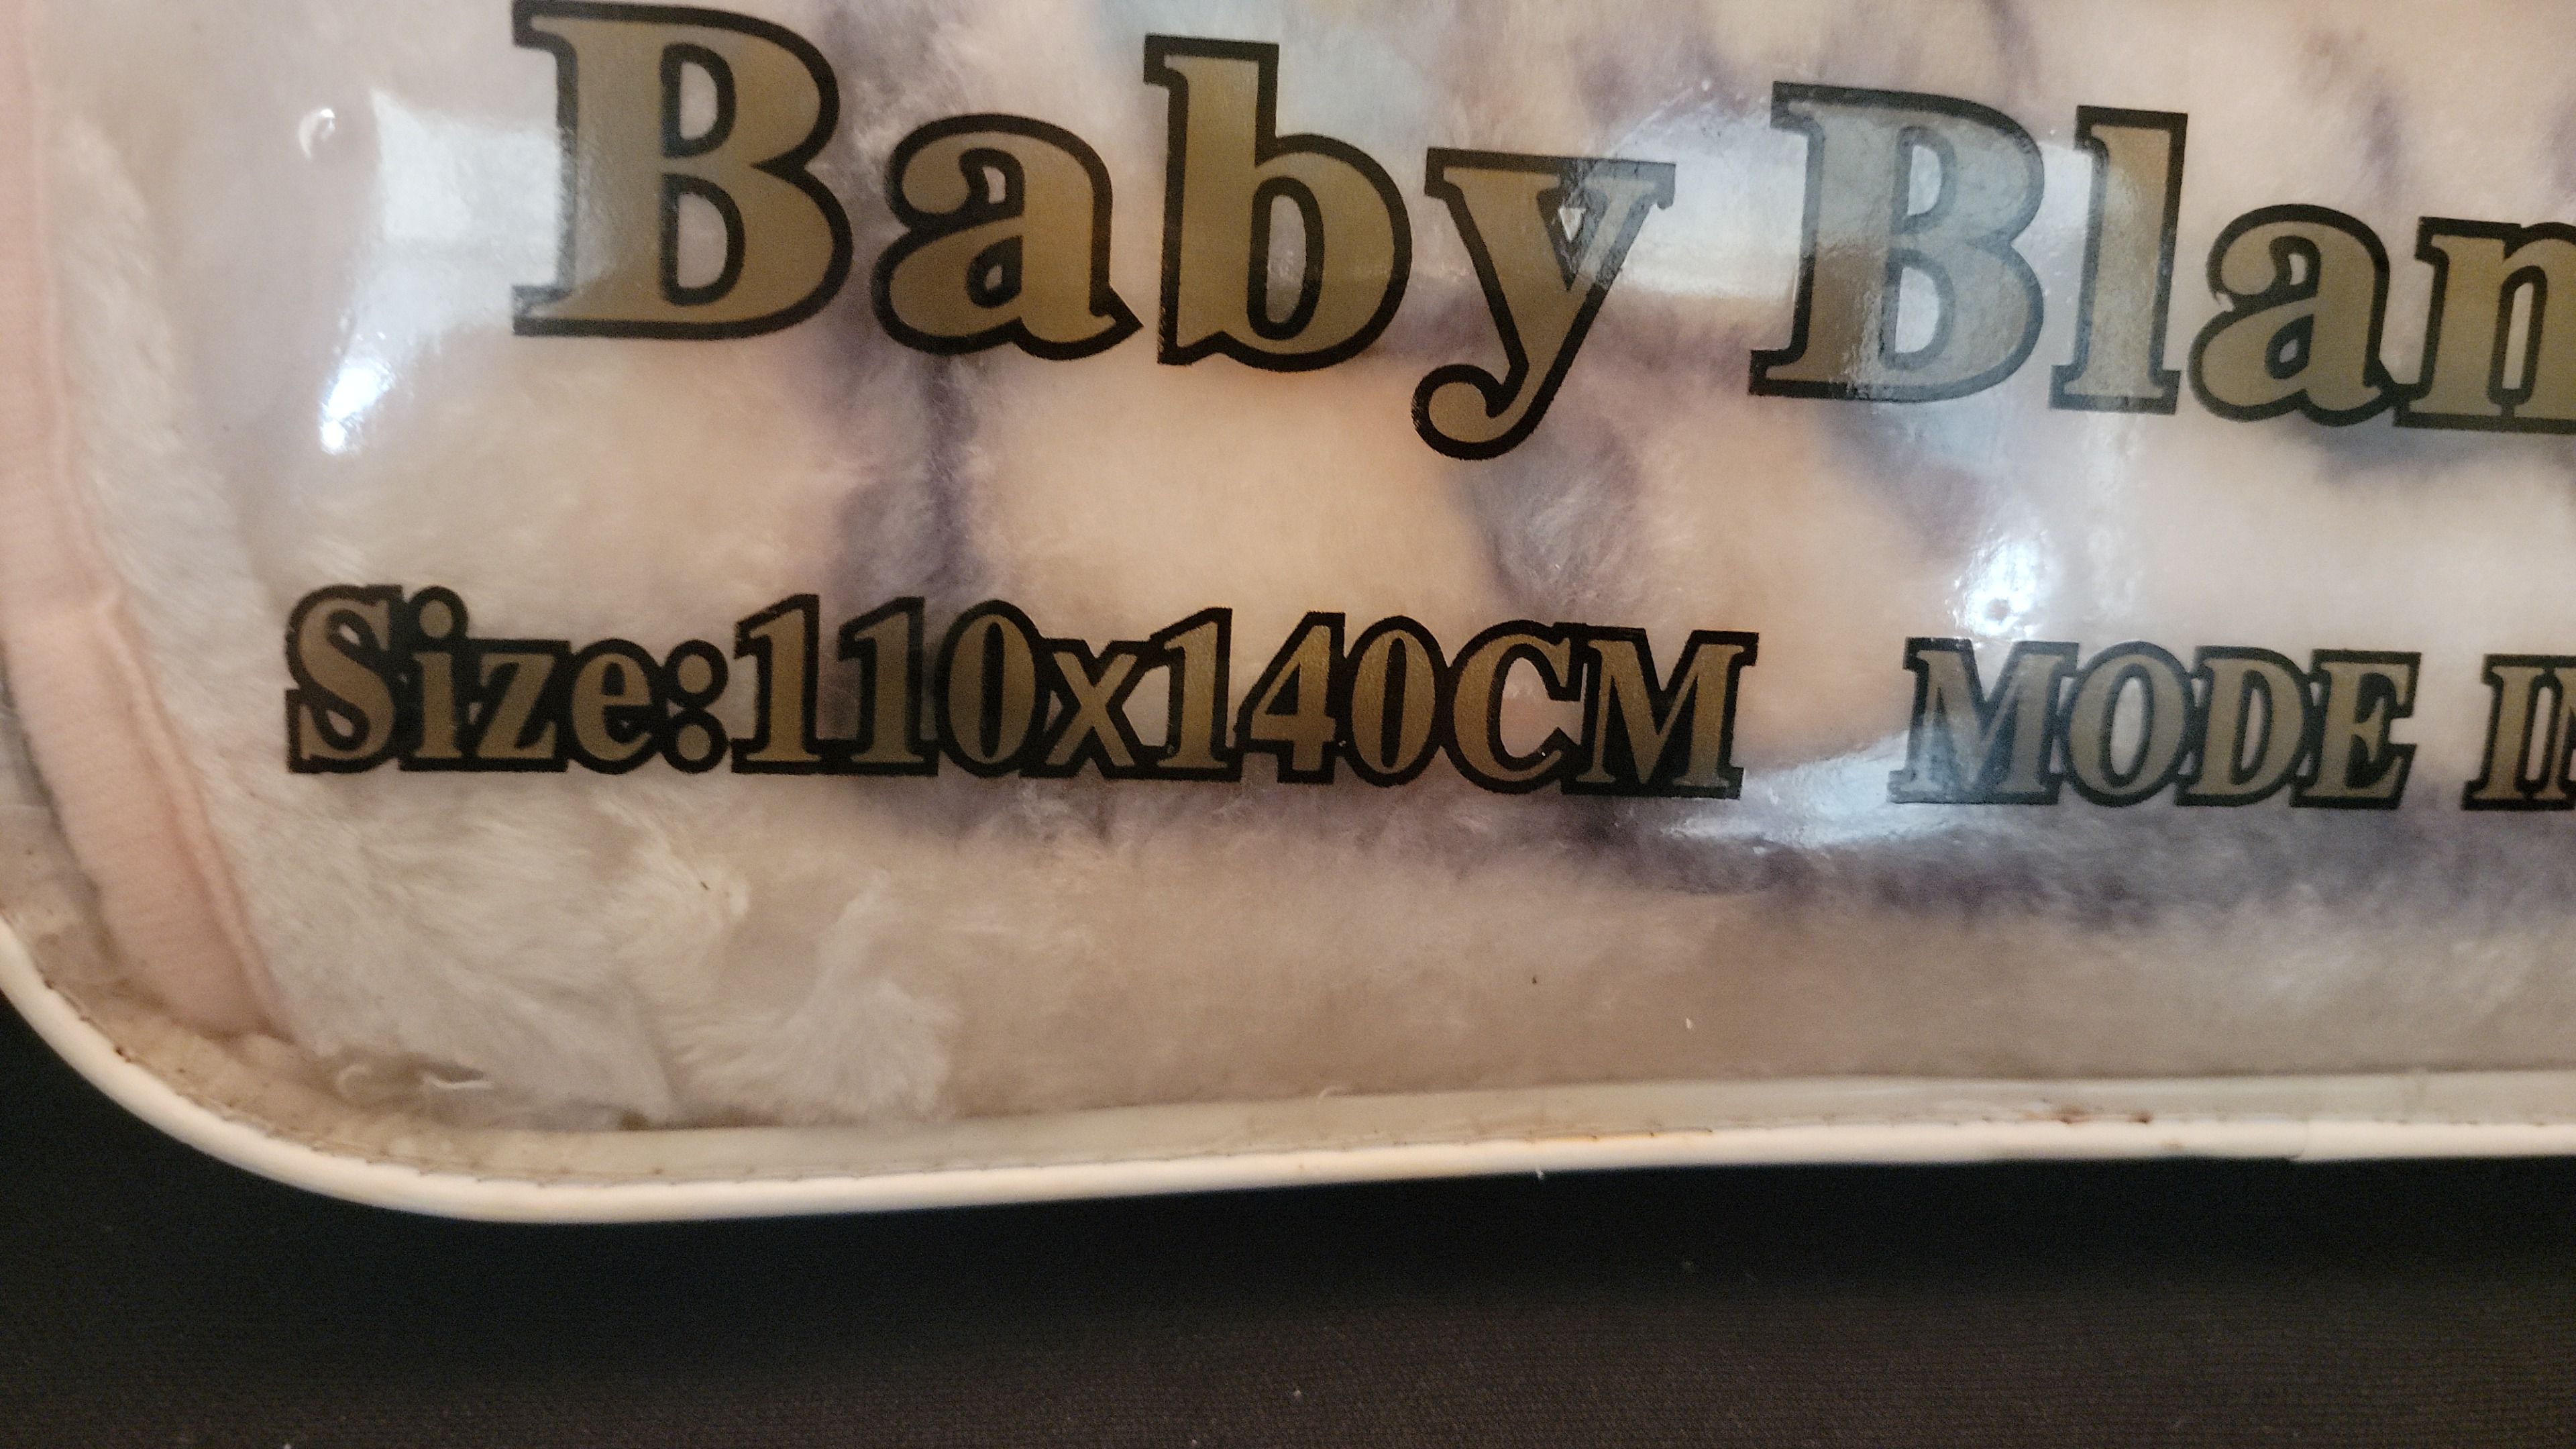 Baby Blan
Size:110x140CM MODE I